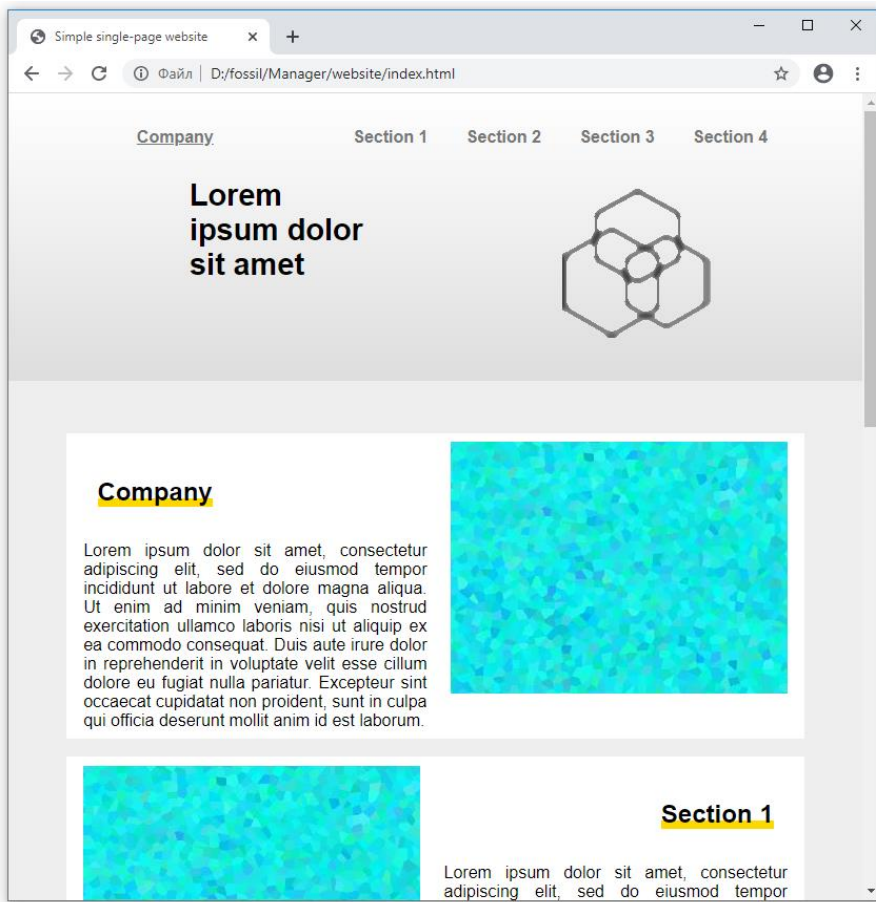 Simple single-page website
Файл D:/fossil/Manager/website/index.html
Company Section 1 Section 2 Section 3 Section 4
Lorem
ipsum dolor
sit amet
Company
Lorem ipsum dolor sit amet, consectetur
adipiscing elit, sed do eiusmod tempor
incididunt ut labore et dolore magna aliqua.
Ut enim ad minim veniam, quis nostrud
exercitation ullamco laboris nisi ut aliquip ex
ea commodo consequat. Duis aute irure dolor
in reprehenderit in voluptate velit esse cillum
dolore eu fugiat nulla pariatur. Excepteur sint
occaecat cupidatat non proident, sunt in culpa
qui officia deserunt mollit anim id est laborum.
Section 1
Lorem ipsum dolor sit amet, consectetur
adipiscing elit, sed do eiusmod tempor